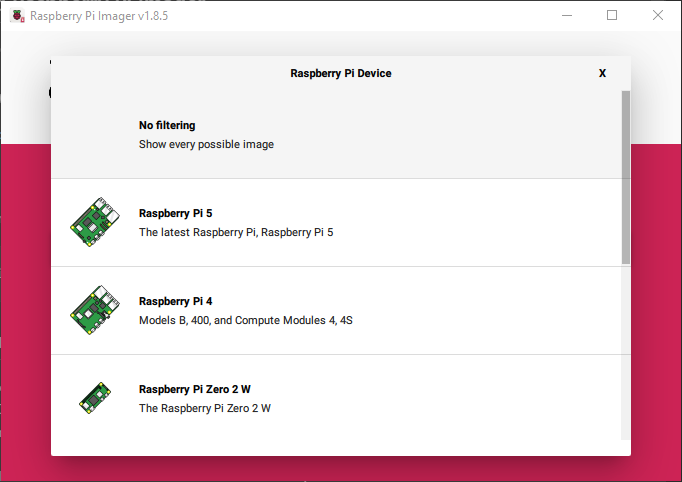 Raspberry Pi Imager v1.8.5
Raspberry Pi Device
X
No filtering
Show every possible image
Raspberry Pi 5
The latest Raspberry Pi, Raspberry Pi 5
Raspberry Pi 4
Models B, 400, and Compute Modules 4, 4S
Raspberry Pi Zero 2 W
The Raspberry Pi Zero 2 W